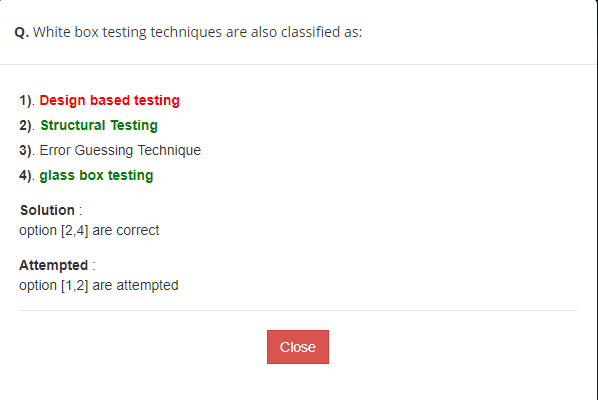 Q. White box testing techniques are also classified as:
1). Design based testing
2). Structural Testing
3). Error Guessing Technique
4). glass box testing
Solution :
option [2,4] are correct
Attempted :
option [1,2] are attempted
Close